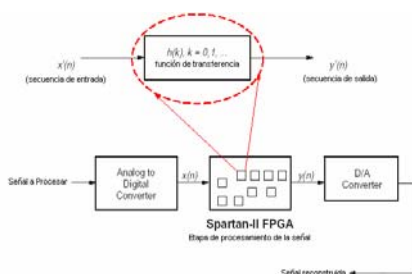 h(k), k = 0, 1, ...
función de transferencia
x'(n)
(secuencia de entrada)
y'(n)
(secuencia de salida)
Señal a Procesar
Analog to
Digital
Converter
x(n)
y(n)
D/A
Converter
Spartan-II FPGA
Etapa de procesamiento de la señal
Señal reconstruida